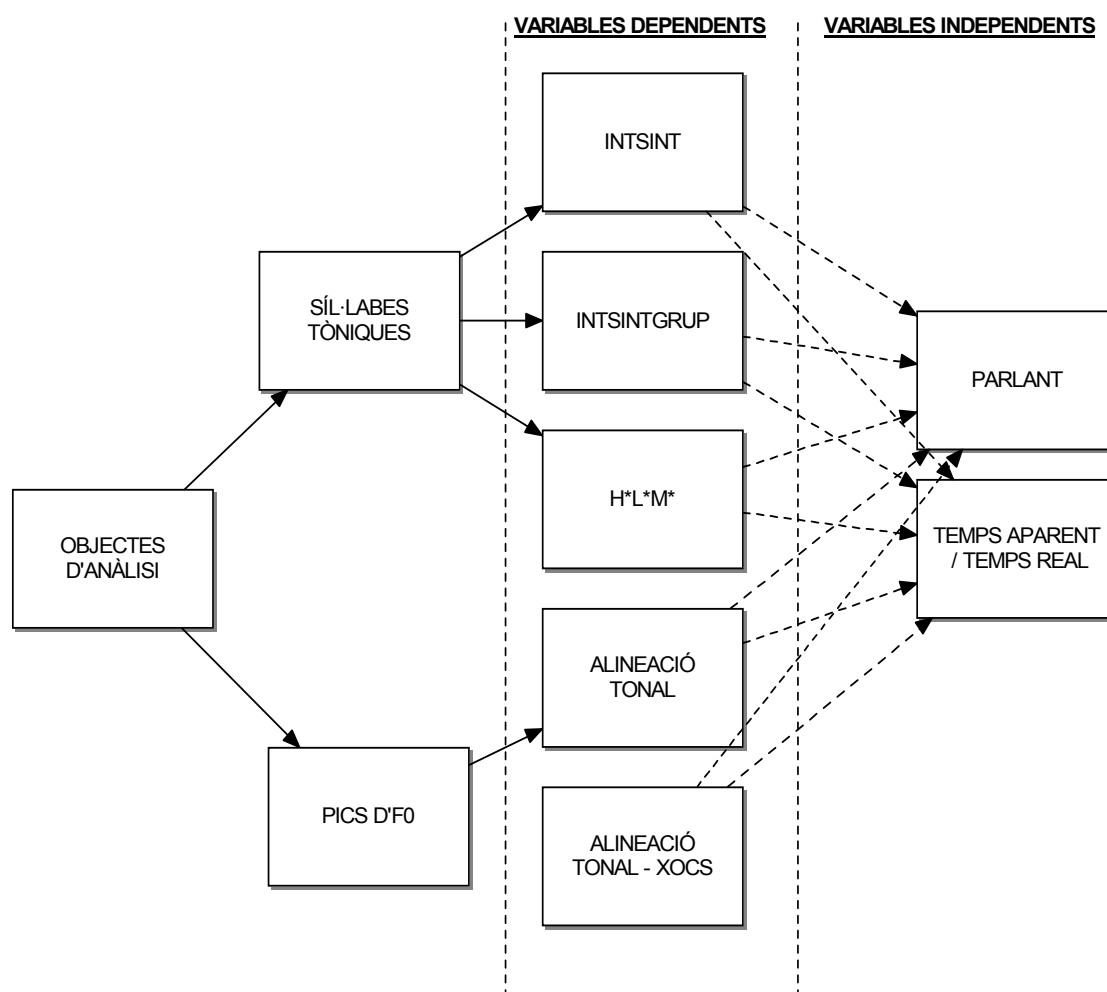 VARIABLES DEPENDENTS
VARIABLES INDEPENDENTS
INTSINT
SÍL·LABES
TÒNIQUES
INTSINTGRUP
PARLANT
H*L*M*
OBJECTES
D'ANÀLISI
TEMPS APARENT
/ TEMPS REAL
ALINEACIÓ
TONAL
PICS D'F0
ALINEACIÓ
TONAL - XOCS